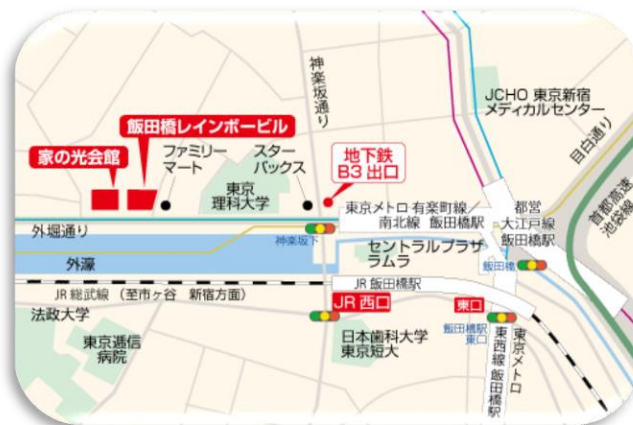 神楽坂通り
JCHO 東京新宿
メディカルセンター
目白通り
飯田橋レインボービル
家の光会館
ファミリー
マート
スター
バックス
地下鉄
B3 出口
東京
理科大学
東京メトロ 有楽町線
南北線 飯田橋駅
都営
大江戸線
飯田橋駅
首都高速
池袋線
外堀通り
神楽坂下
セントラルプラザ
ラムラ
飯田橋
外濠
JR 飯田橋駅
JR 総武線 (至市ヶ谷 新宿方面)
JR 西口
東口
法政大学
東京逓信
病院
日本歯科大学
東京短大
飯田橋駅
東口
東京メトロ
東西線 飯田橋駅